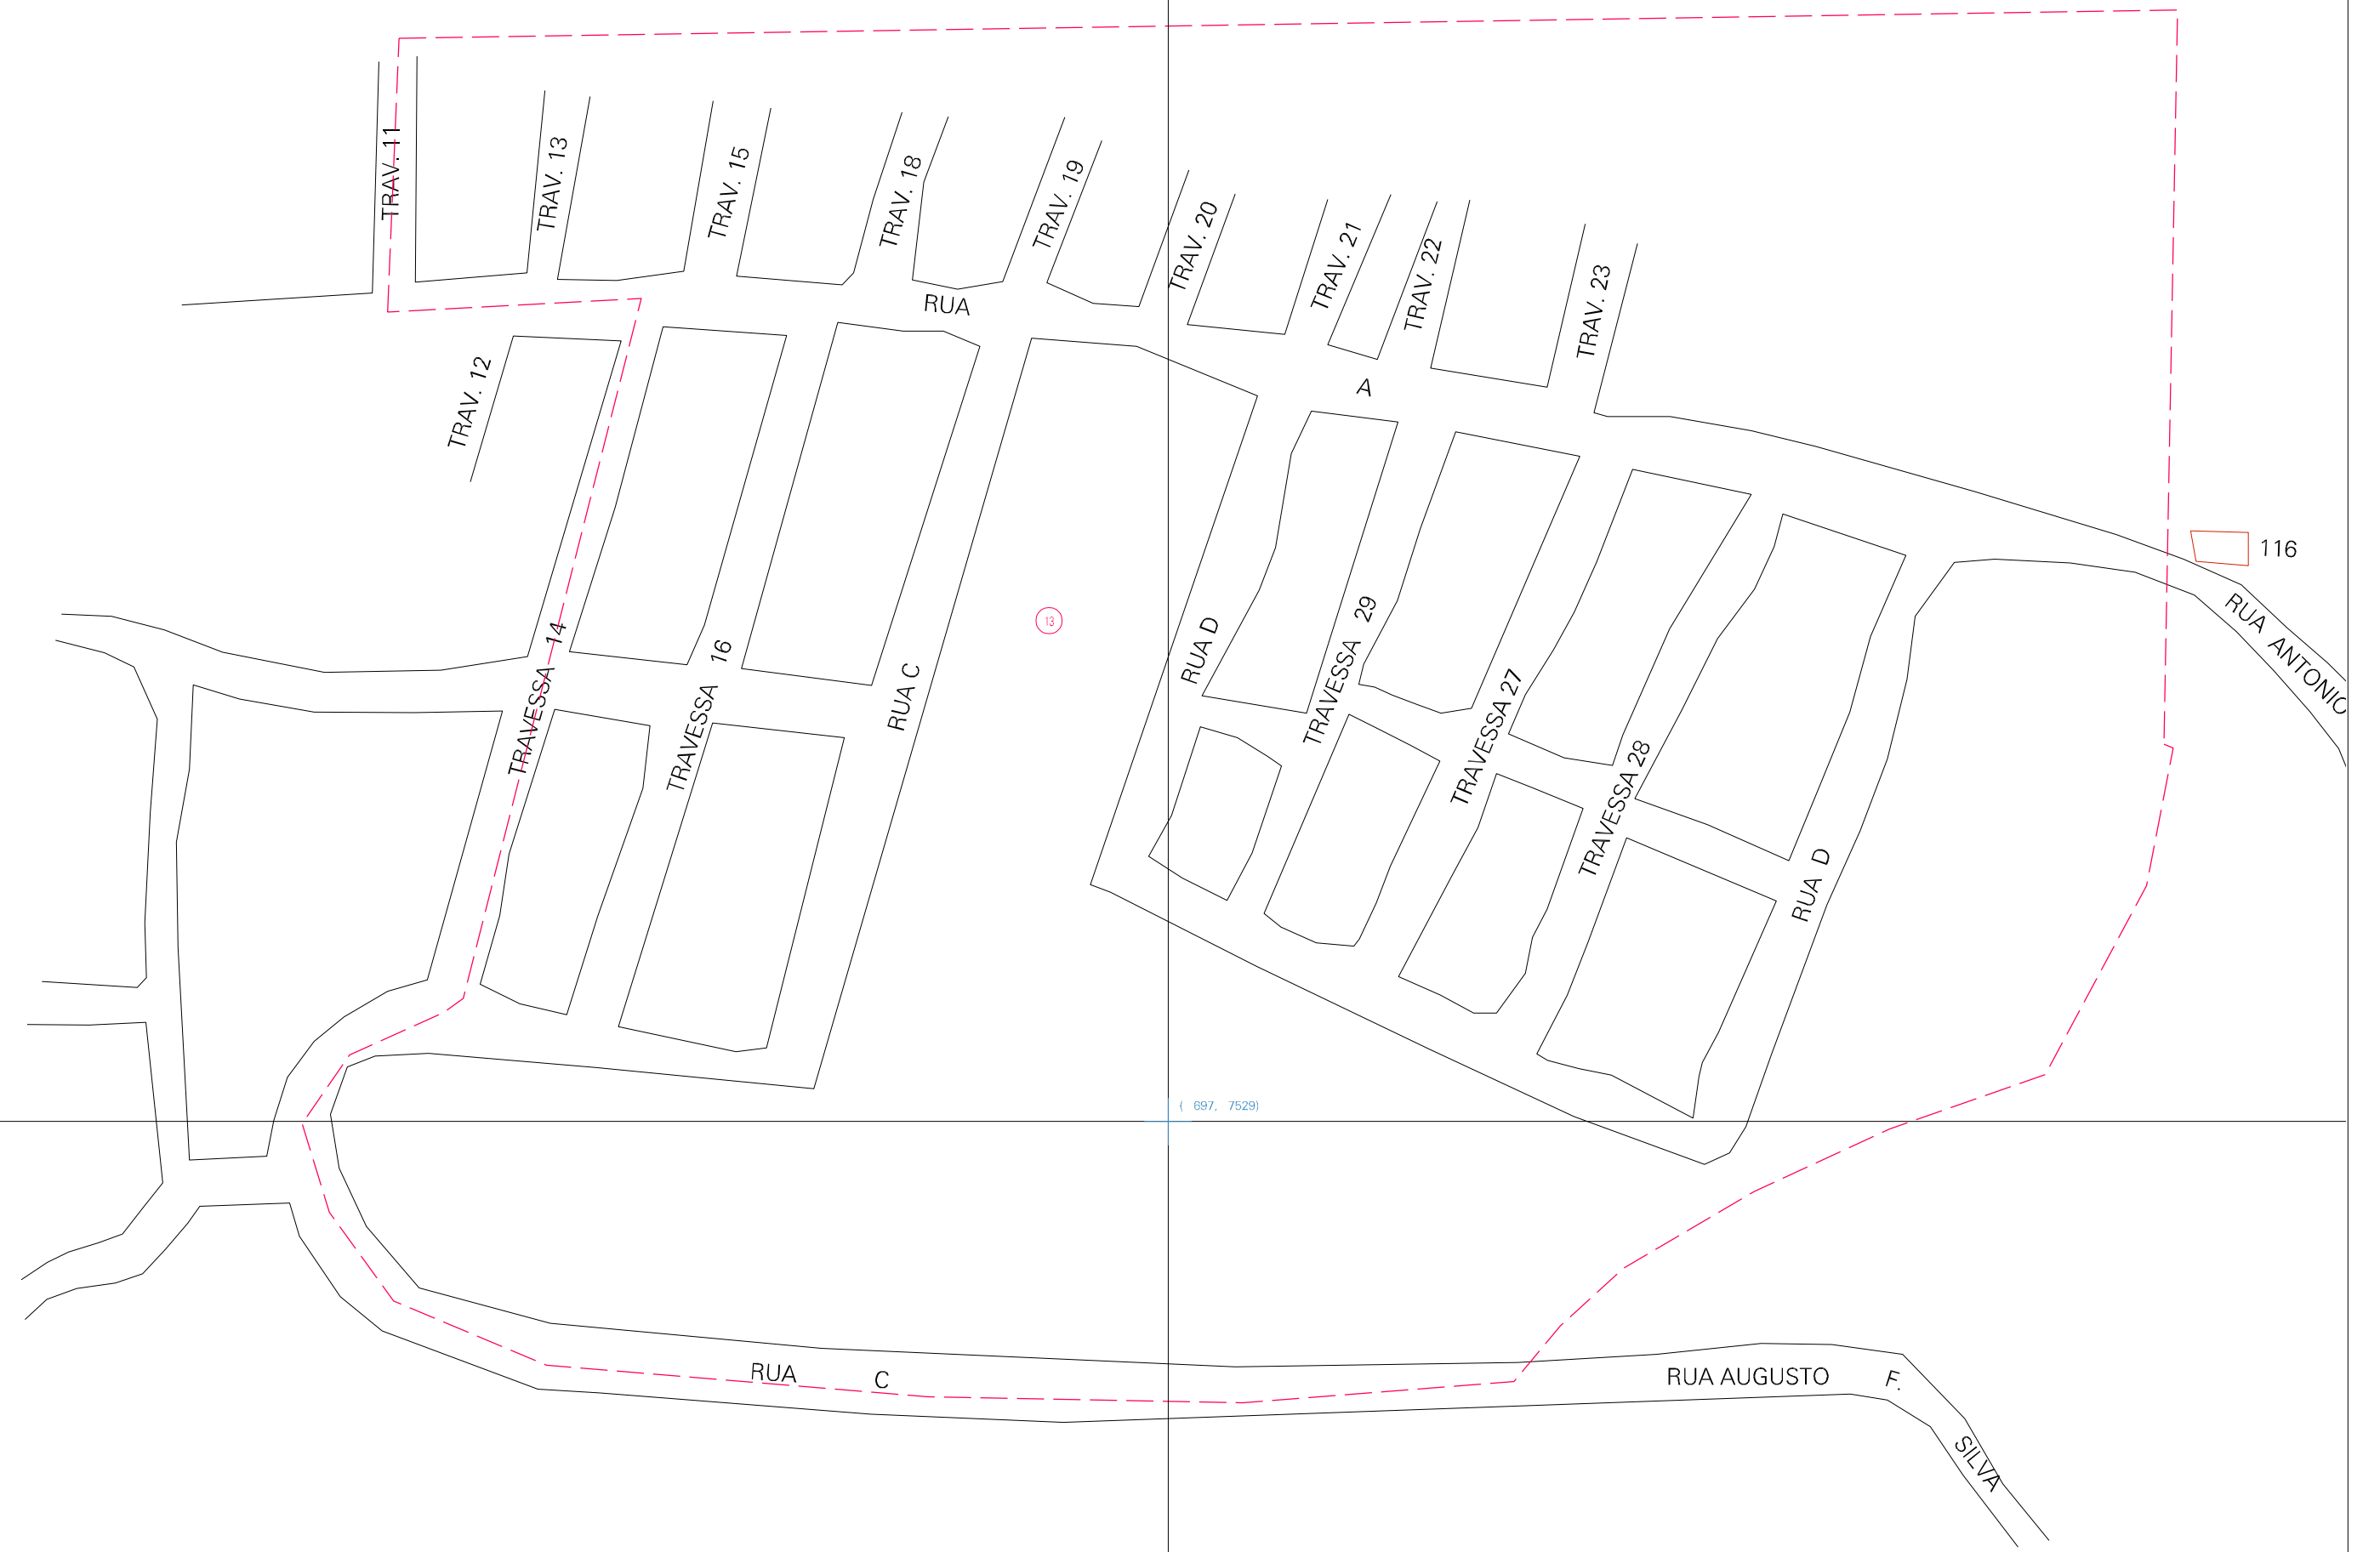 TRAV. 11
TRAV. 13
TRAV. 15
TRAV. 18
TRAV. 19
TRAV. 20
TRAV. 21
TRAV. 22
TRAV. 23
RUA A
TRAV. 12
116
RUA ANTONIO
13
TRAVESSA 14
TRAVESSA 16
RUA C
RUA D
TRAVESSA 29
TRAVESSA 27
TRAVESSA 28
RUA D
( 697, 7529)
RUA C
RUA AUGUSTO F. SILVA